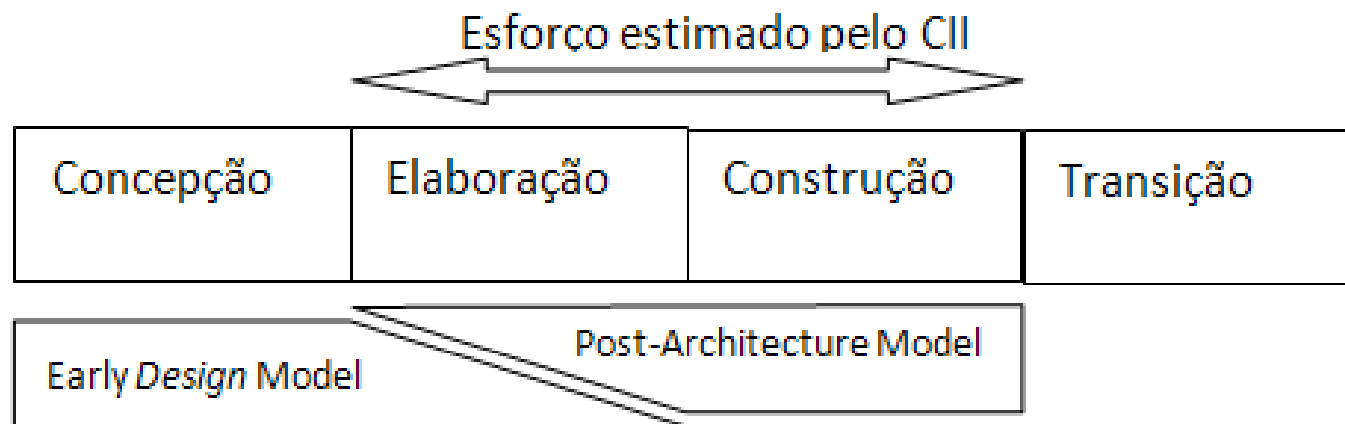 Esforço estimado pelo CII
Concepção
Elaboração
Construção
Transição
Post-Architecture Model
Early Design Model